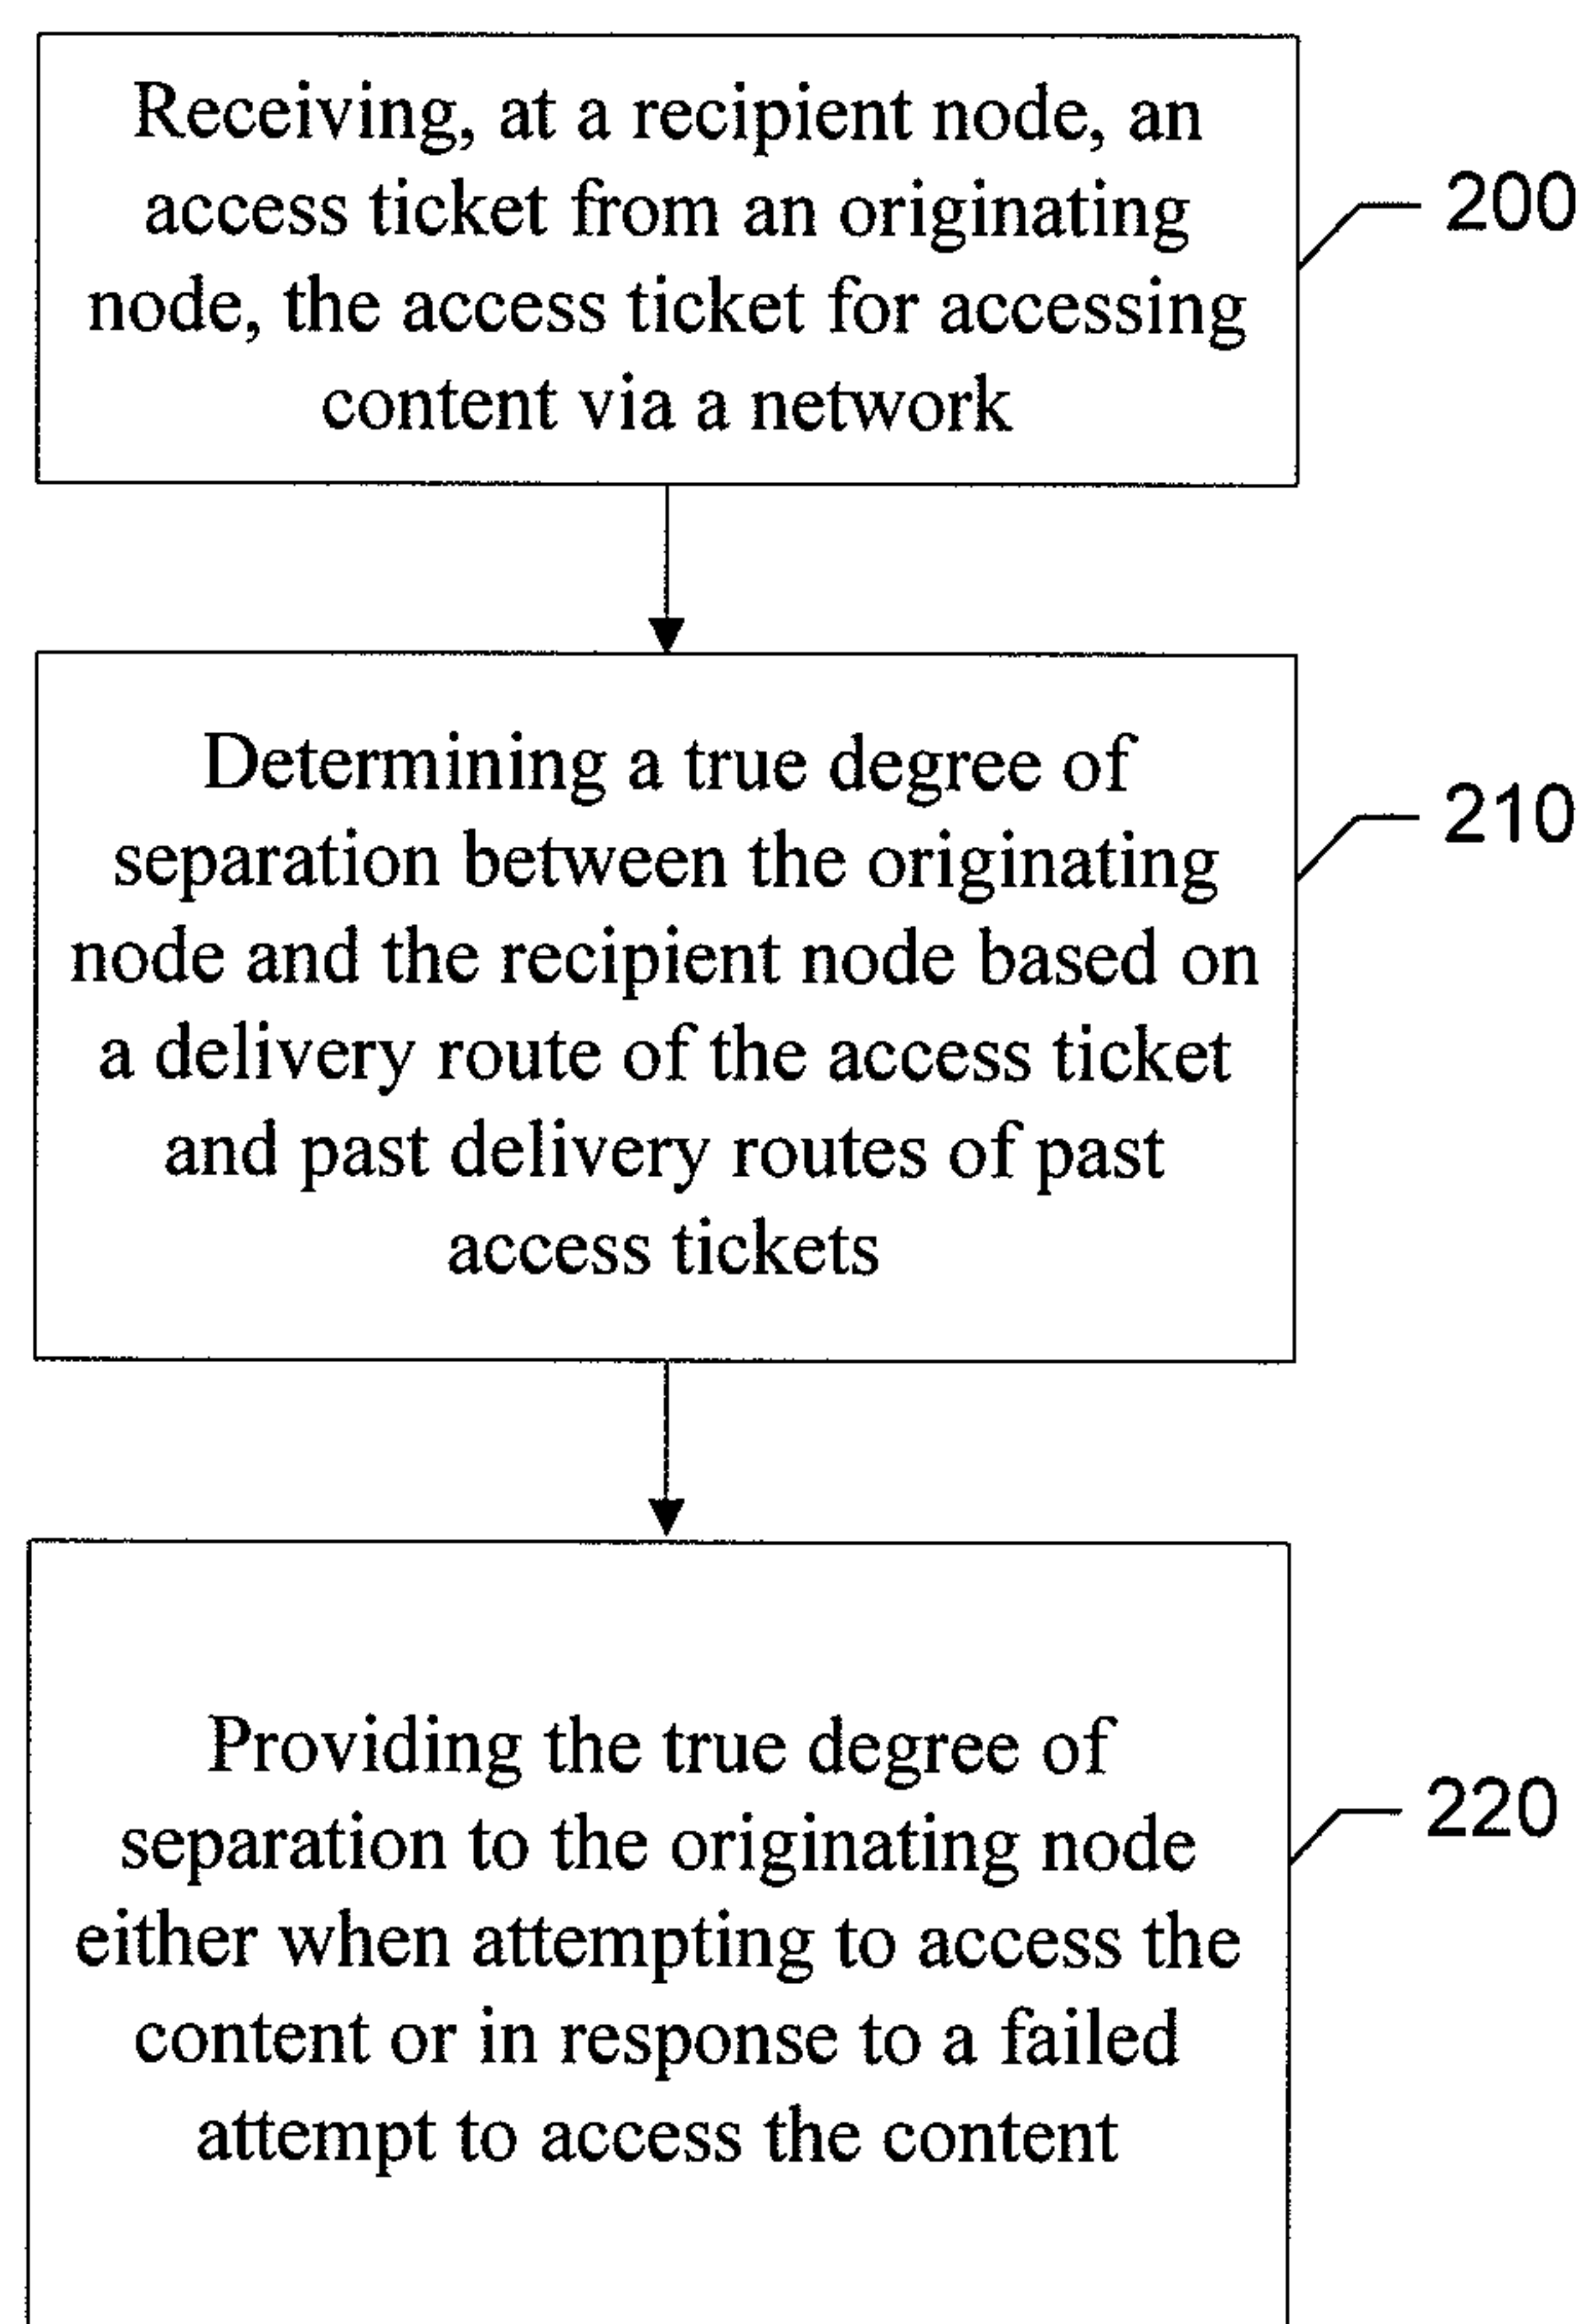 Receiving, at a recipient node, an
access ticket from an originating
node, the access ticket for accessing
content via a network
200
Determining a true degree of
separation between the originating
node and the recipient node based on
a delivery route of the access ticket
and past delivery routes of past
access tickets
210
Providing the true degree of
separation to the originating node
either when attempting to access the
content or in response to a failed
attempt to access the content
220